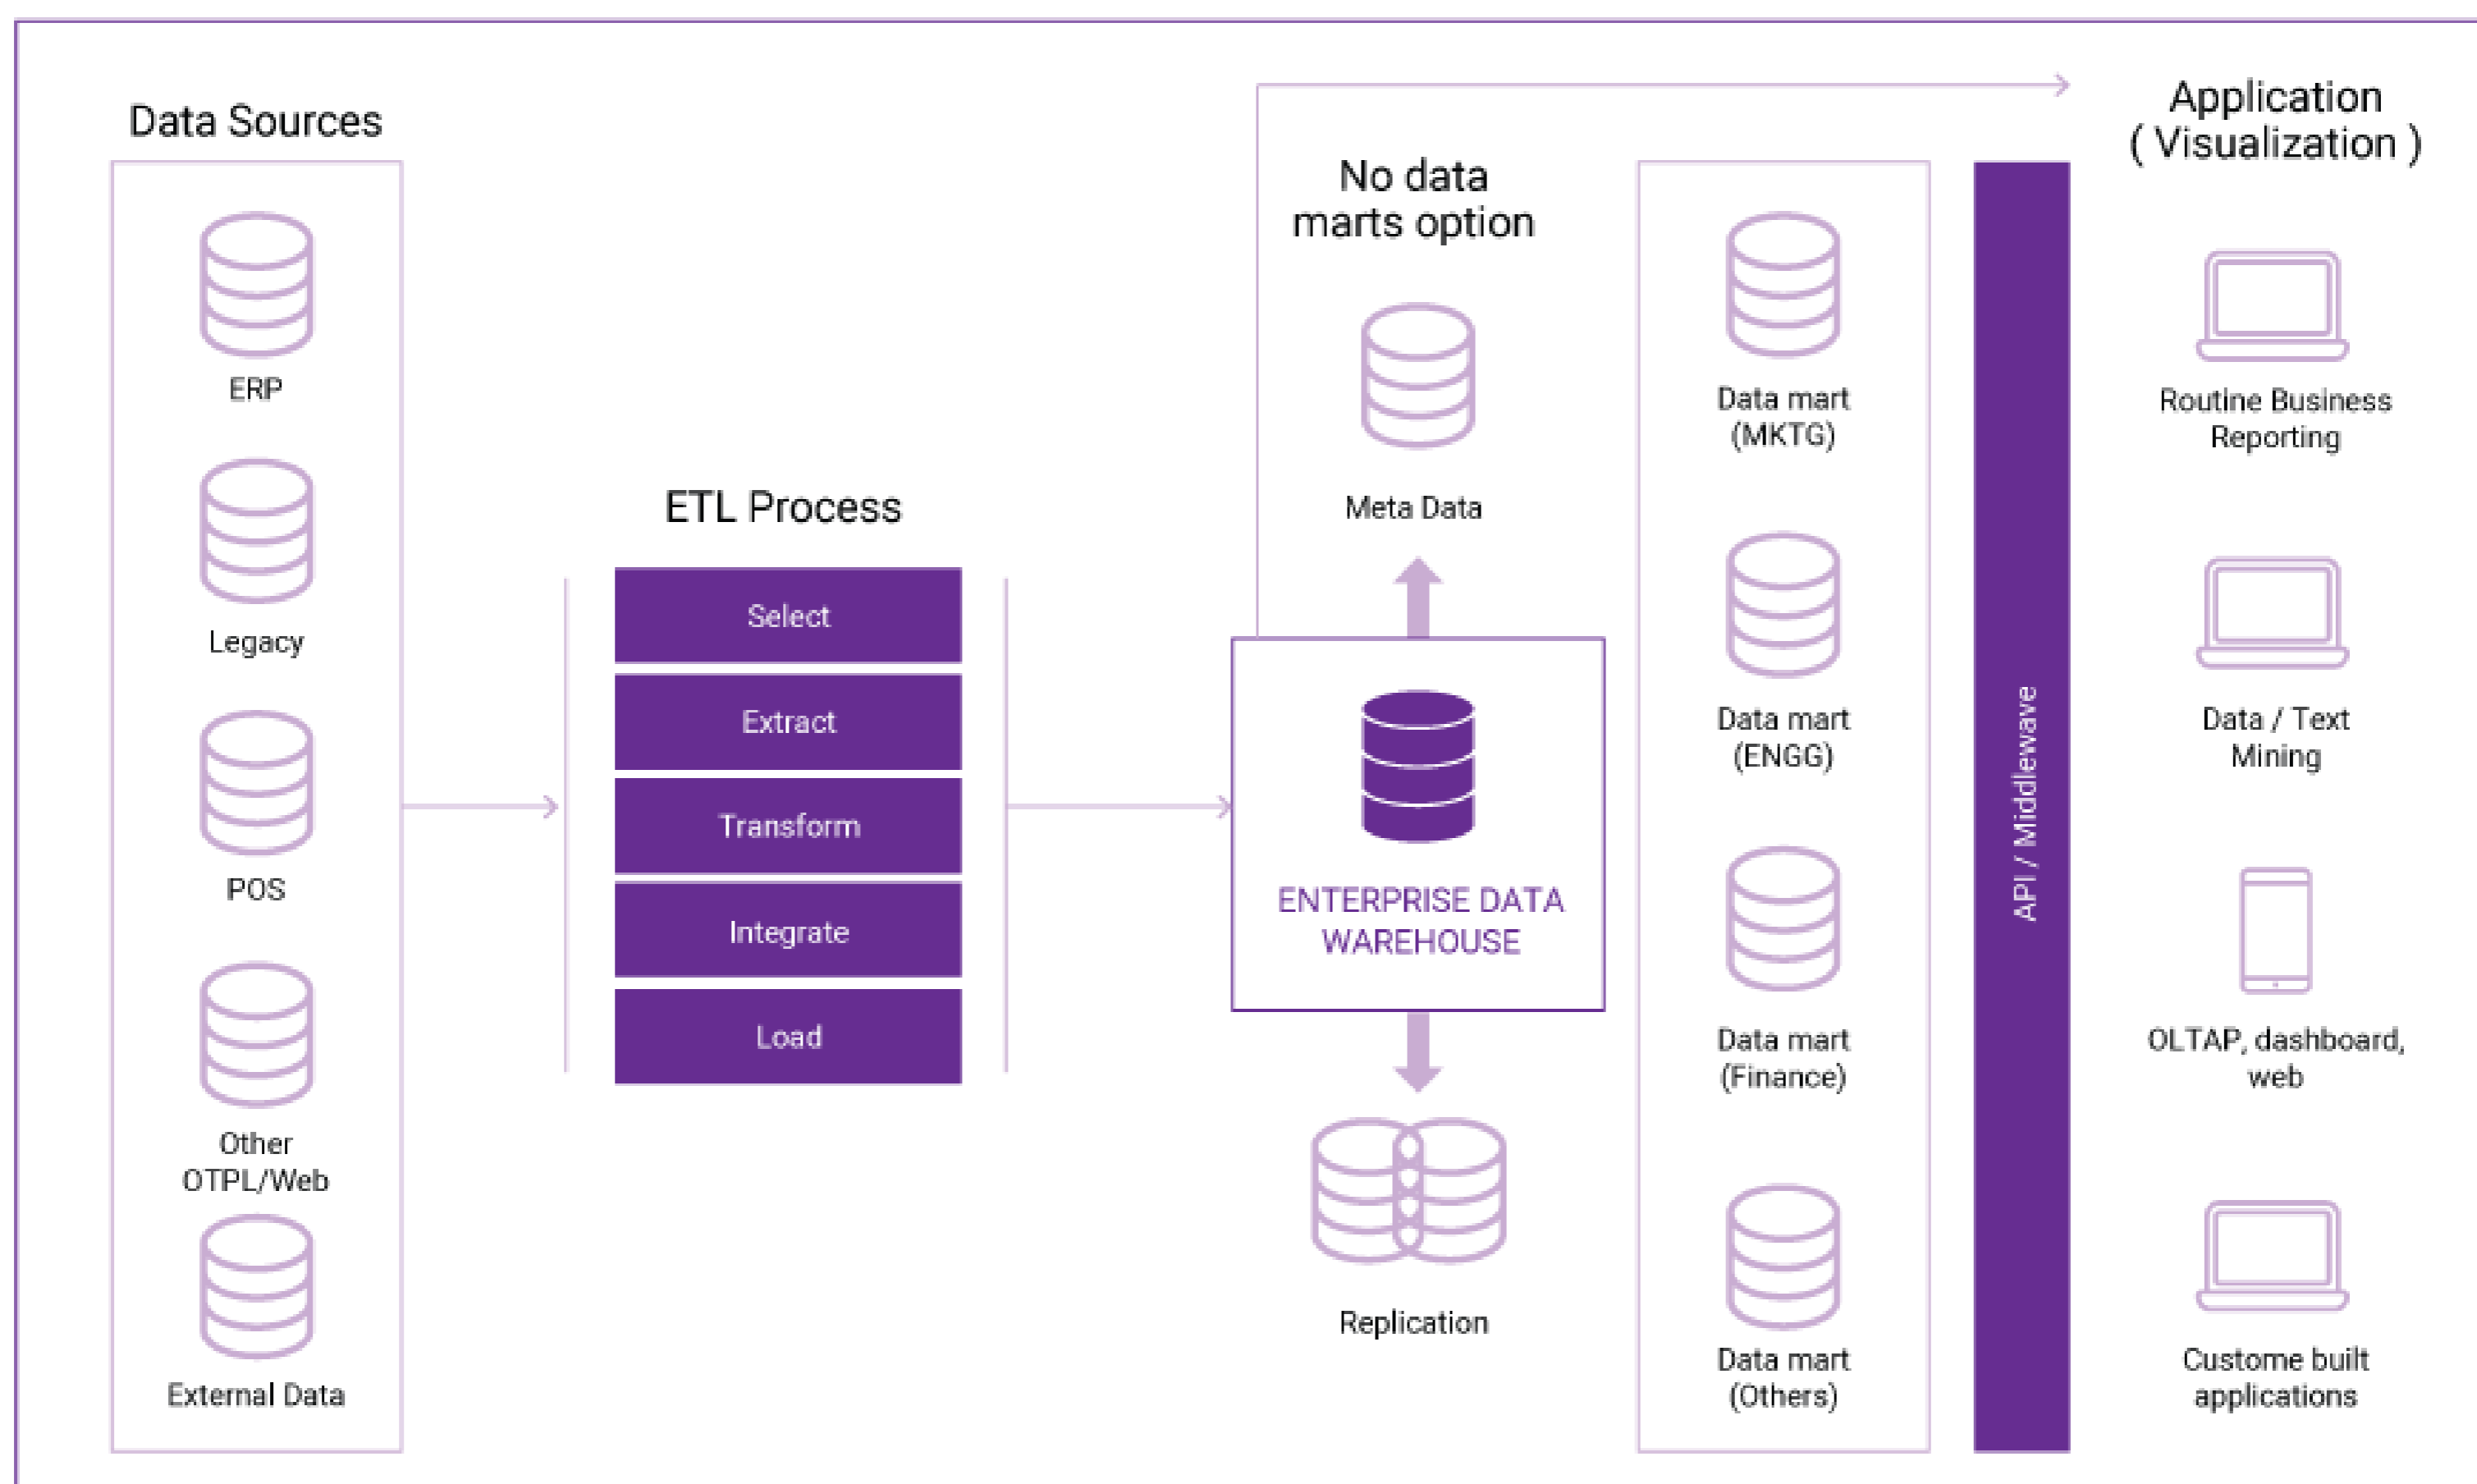 Data Sources
ERP
Legacy
POS
Other
OTPL/Web
External Data
ETL Process
Select
Extract
Transform
Integrate
Load
No data
marts option
Meta Data
ENTERPRISE DATA
WAREHOUSE
Replication
Data mart
(MKTG)
Data mart
(ENGG)
Data mart
(Finance)
Data mart
(Others)
API / Middlewave
Application
( Visualization )
Routine Business
Reporting
Data / Text
Mining
OLTAP, dashboard,
web
Custome built
applications